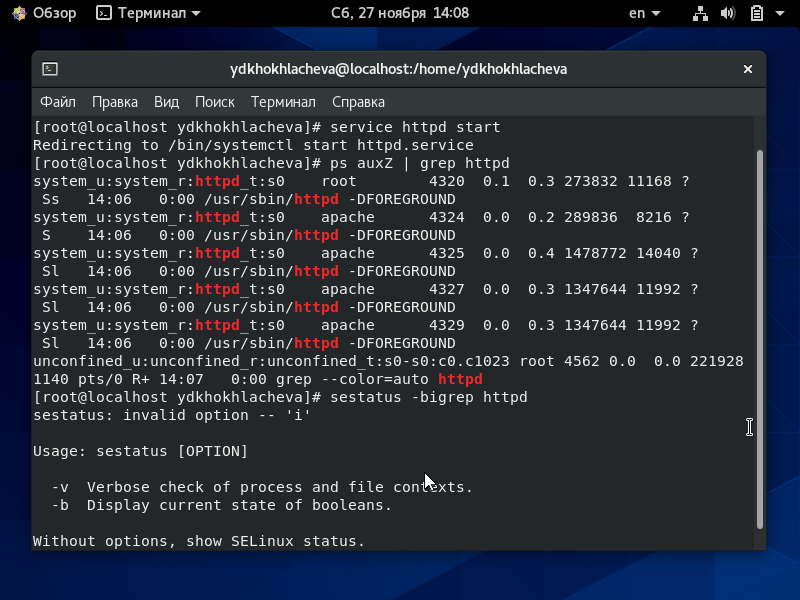 Обзор Терминал Сб, 27 ноября 14:08 en
ydkhokhlacheva@localhost:/home/ydkhokhlacheva
Файл Правка Вид Поиск Терминал Справка
[root@localhost ydkhokhlacheva]# service httpd start
Redirecting to /bin/systemctl start httpd.service
[root@localhost ydkhokhlacheva]# ps auxZ | grep httpd
system_u:system_r:httpd_t:s0    root        4320  0.1  0.3 273832 11168 ?
 Ss   14:06   0:00 /usr/sbin/httpd -DFOREGROUND
system_u:system_r:httpd_t:s0    apache      4324  0.0  0.2 289836  8216 ?
 S    14:06   0:00 /usr/sbin/httpd -DFOREGROUND
system_u:system_r:httpd_t:s0    apache      4325  0.0  0.4 1478772 14040 ?
 Sl   14:06   0:00 /usr/sbin/httpd -DFOREGROUND
system_u:system_r:httpd_t:s0    apache      4327  0.0  0.3 1347644 11992 ?
 Sl   14:06   0:00 /usr/sbin/httpd -DFOREGROUND
system_u:system_r:httpd_t:s0    apache      4329  0.0  0.3 1347644 11992 ?
 Sl   14:06   0:00 /usr/sbin/httpd -DFOREGROUND
unconfined_u:unconfined_r:unconfined_t:s0-s0:c0.c1023 root 4562 0.0  0.0 221928
1140 pts/0 R+ 14:07   0:00 grep --color=auto httpd
[root@localhost ydkhokhlacheva]# sestatus -bigrep httpd
sestatus: invalid option -- 'i'
Usage: sestatus [OPTION]
  -v  Verbose check of process and file contexts.
  -b  Display current state of booleans.
Without options, show SELinux status.